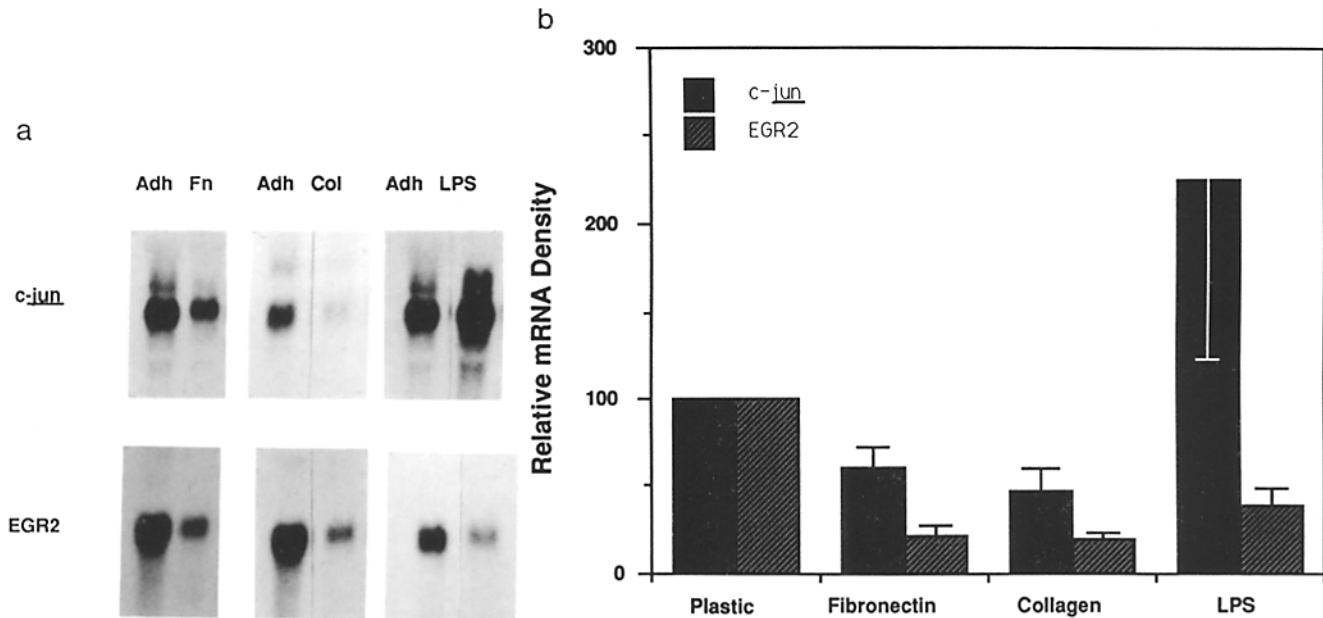 a
Adh Fn Adh Col Adh LPS
c-jun
EGR2
b
Relative mRNA Density
300
200
100
0
c-jun
EGR2
Plastic Fibronectin Collagen LPS